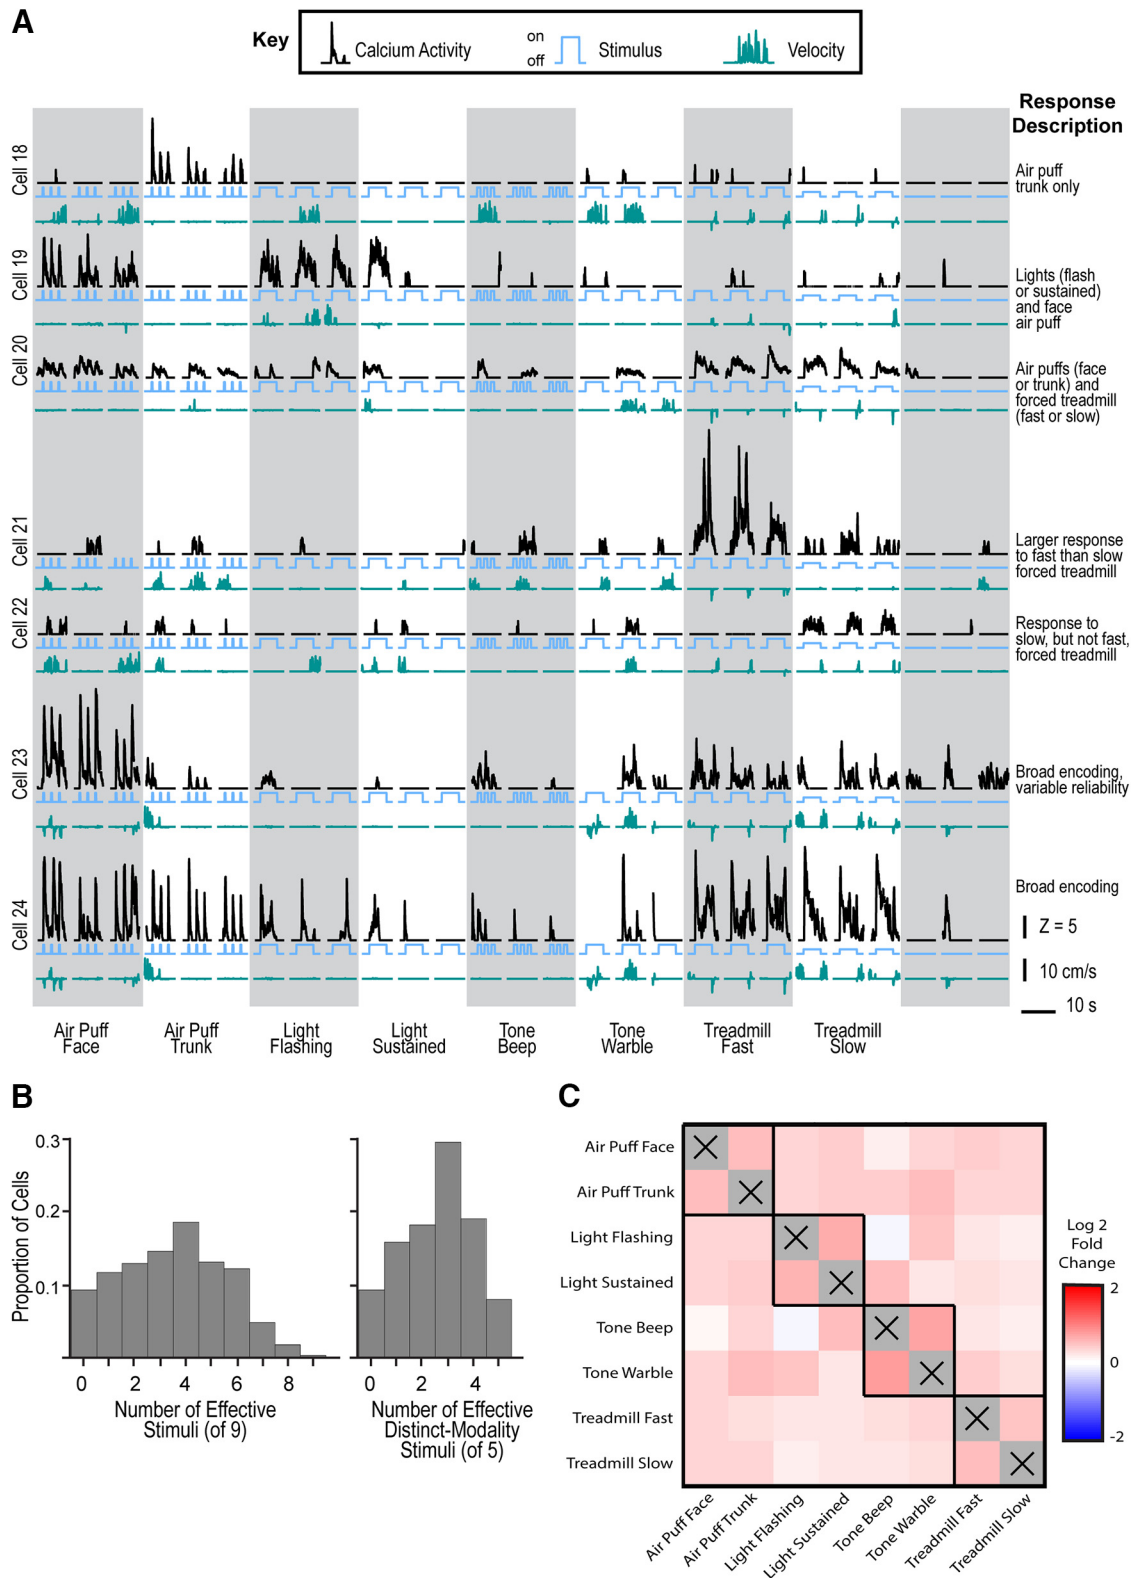 A
Key
Calcium Activity
on
off
Stimulus
Velocity
Response
Description
Cell 18
Air puff
trunk only
Cell 19
Lights (flash
or sustained)
and face
air puff
Cell 20
Air puffs (face
or trunk) and
forced treadmill
(fast or slow)
Cell 21
Larger response
to fast than slow
forced treadmill
Cell 22
Response to
slow, but not fast,
forced treadmill
Cell 23
Broad encoding,
variable reliability
Cell 24
Broad encoding
Z = 5
10 cm/s
10 s
Air Puff
Face
Air Puff
Trunk
Light
Flashing
Light
Sustained
Tone
Beep
Tone
Warble
Treadmill
Fast
Treadmill
Slow
B
Proportion of Cells
0.3
0.2
0.1
0 2 4 6 8
Number of Effective
Stimuli (of 9)
0 2 4
Number of Effective
Distinct-Modality
Stimuli (of 5)
C
Air Puff Face
Air Puff Trunk
Light Flashing
Light Sustained
Tone Beep
Tone Warble
Treadmill Fast
Treadmill Slow
Air Puff Face
Air Puff Trunk
Light Flashing
Light Sustained
Tone Beep
Tone Warble
Treadmill Fast
Treadmill Slow
Log 2
Fold
Change
2
0
-2